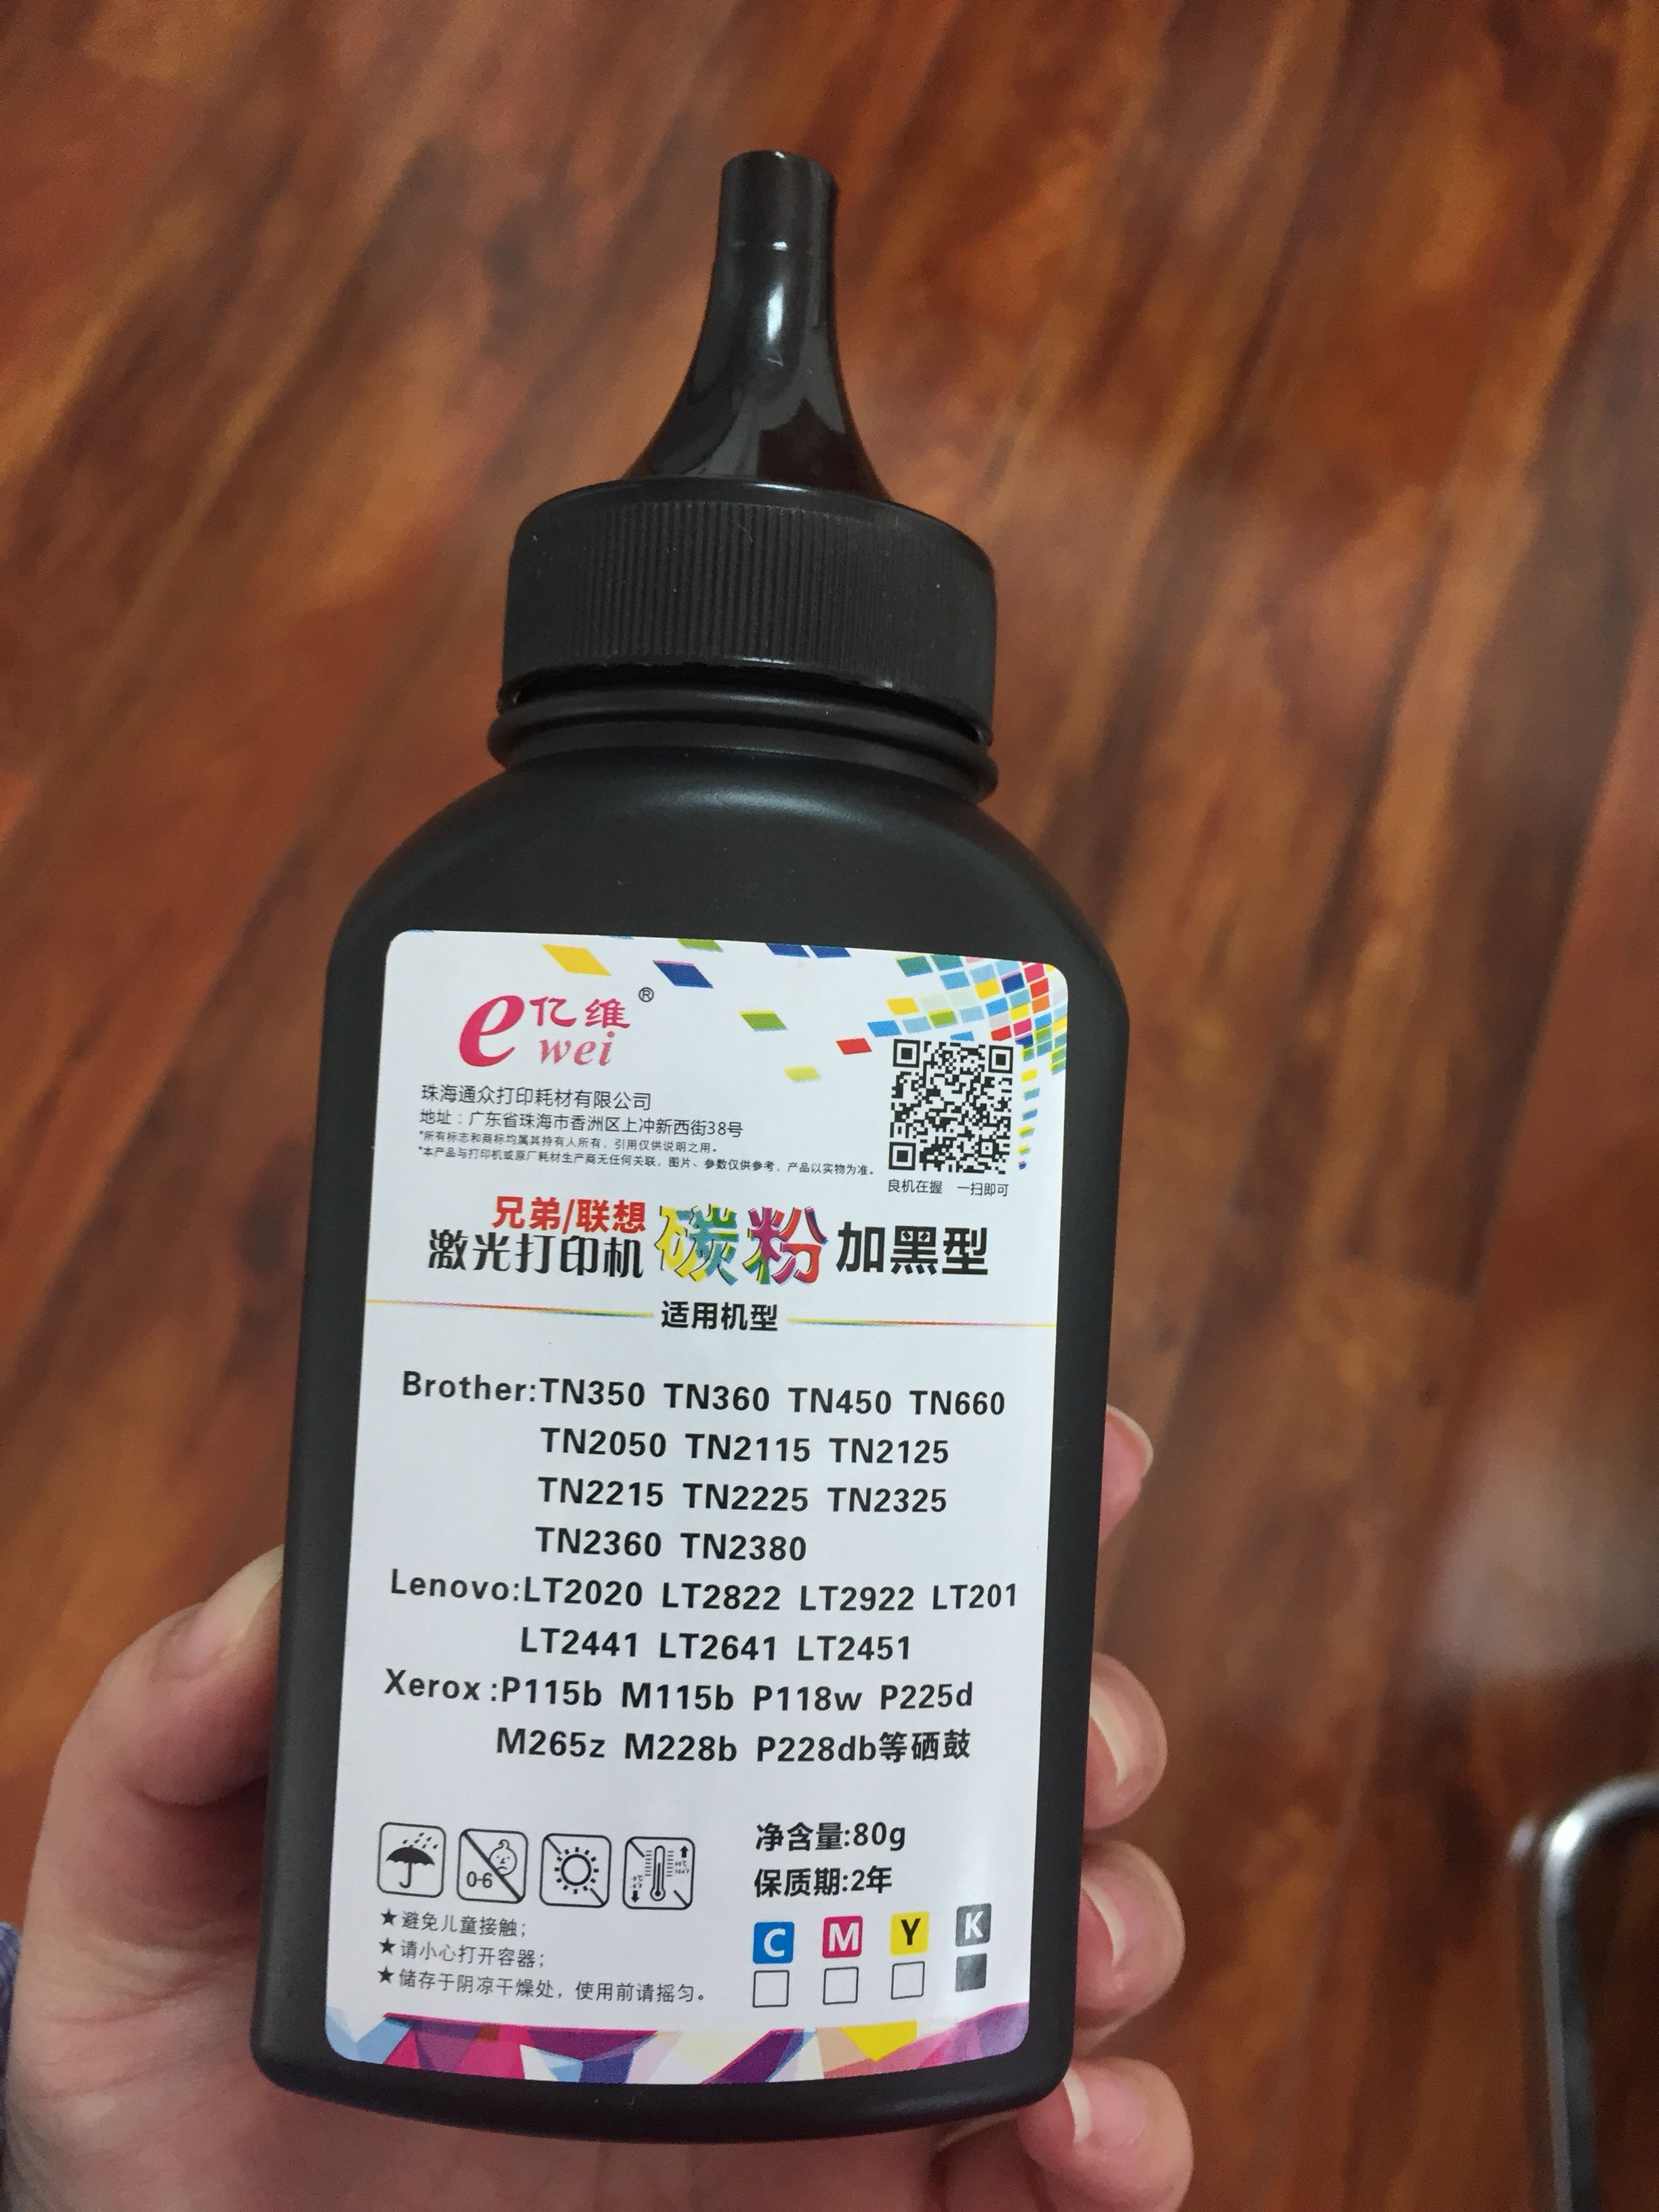 e亿维®
wei
珠海通众打印耗材有限公司
地址：广东省珠海市香洲区上冲新西街38号
*所有标志和商标均属其持有人所有，引用仅供说明之用。
*本产品与打印机或原厂耗材生产商无任何关联，图片、参数仅供参考，产品以实物为准。
良机在握 一扫即可
兄弟/联想
激光打印机 碳粉 加黑型
适用机型
Brother:TN350 TN360 TN450 TN660
TN2050 TN2115 TN2125
TN2215 TN2225 TN2325
TN2360 TN2380
Lenovo:LT2020 LT2822 LT2922 LT201
LT2441 LT2641 LT2451
Xerox:P115b M115b P118w P225d
M265z M228b P228db等硒鼓
0-6
净含量:80g
保质期:2年
★避免儿童接触；
★请小心打开容器；
★储存于阴凉干燥处，使用前请摇匀。
C M Y K